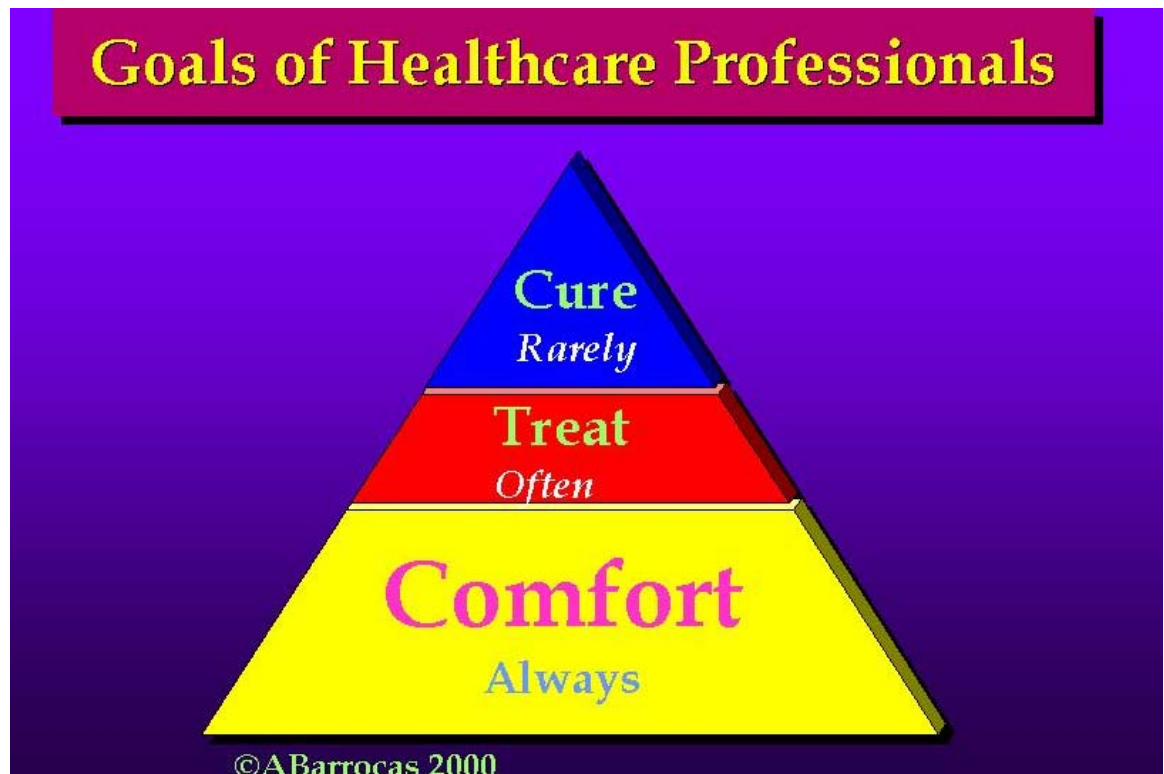 Goals of Healthcare Professionals
Cure
Rarely
Treat
Often
Comfort
Always
©ABarrocas 2000